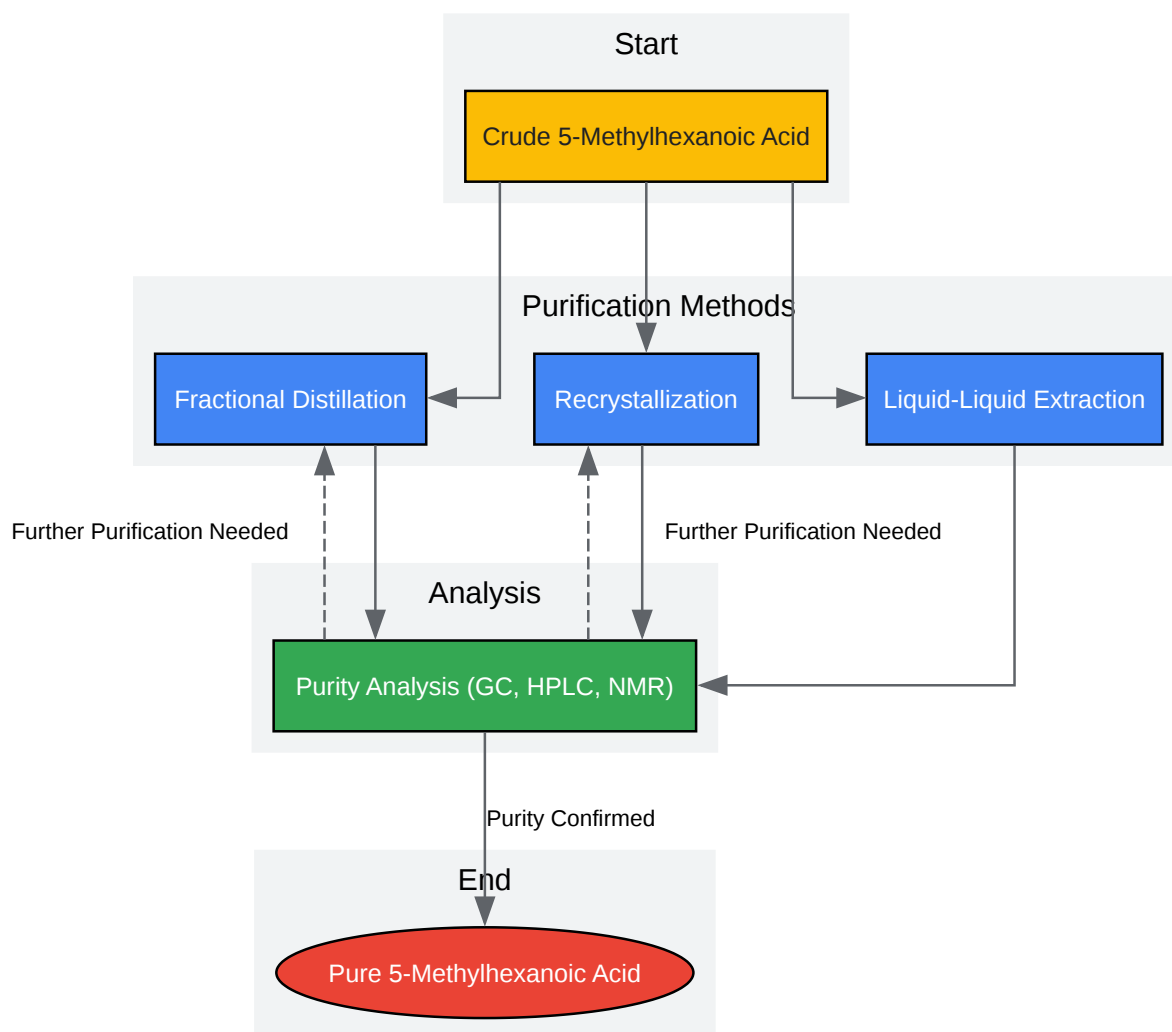 Start
Crude 5-Methylhexanoic Acid
Purification Methods
Fractional Distillation
Recrystallization
Liquid-Liquid Extraction
Further Purification Needed
Further Purification Needed
Analysis
Purity Analysis (GC, HPLC, NMR)
Purity Confirmed
End
Pure 5-Methylhexanoic Acid